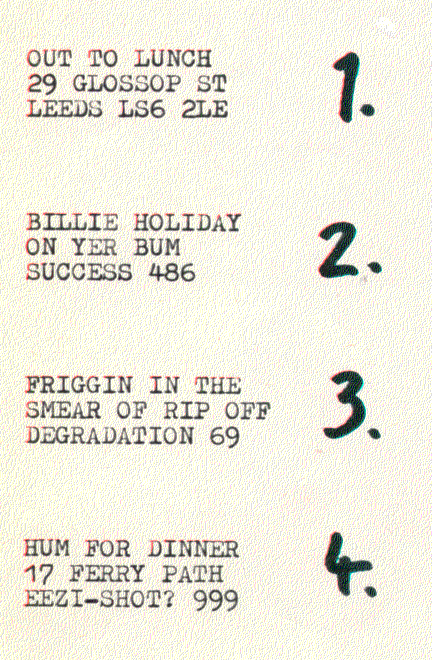 OUT TO LUNCH
29 GLOSSOP ST
LEEDS LS6 2LE
1.
BILLIE HOLIDAY
ON YER BUM
SUCCESS 486
2.
FRIGGIN IN THE
SMEAR OF RIP OFF
DEGRADATION 69
3.
HUM FOR DINNER
17 FERRY PATH
EEZI-SHOT? 999
4.